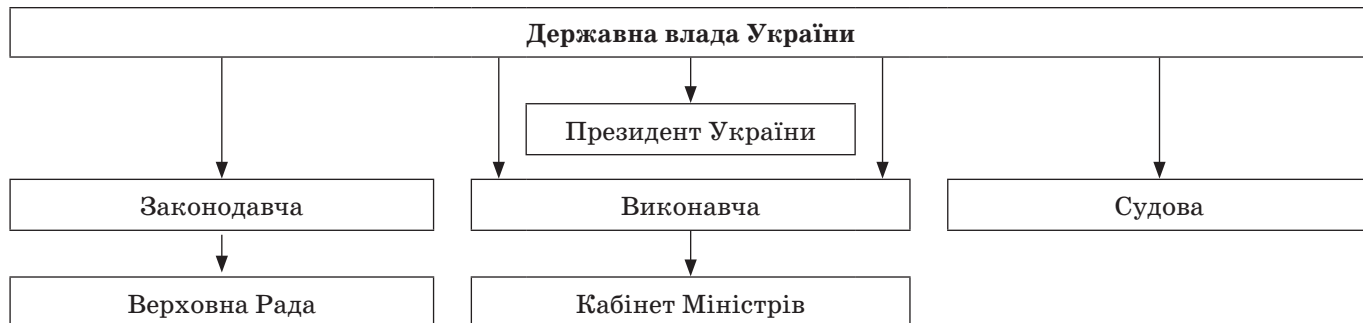 Державна влада України
Президент України
Законодавча
Виконавча
Судова
Верховна Рада
Кабінет Міністрів